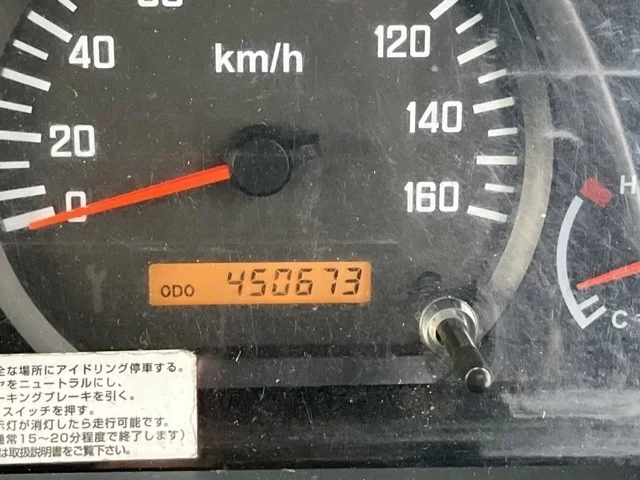 40
km/h
120
20
140
0
160
H
ODO 450673
C
全な場所にアイドリング停車する。
をニュートラルにし、
ーキングブレーキを引く。
スイッチを押す。
示灯が消灯したら走行可能です。
通常15～20分程度で終了します)
は取扱説明書をご覧下さい。